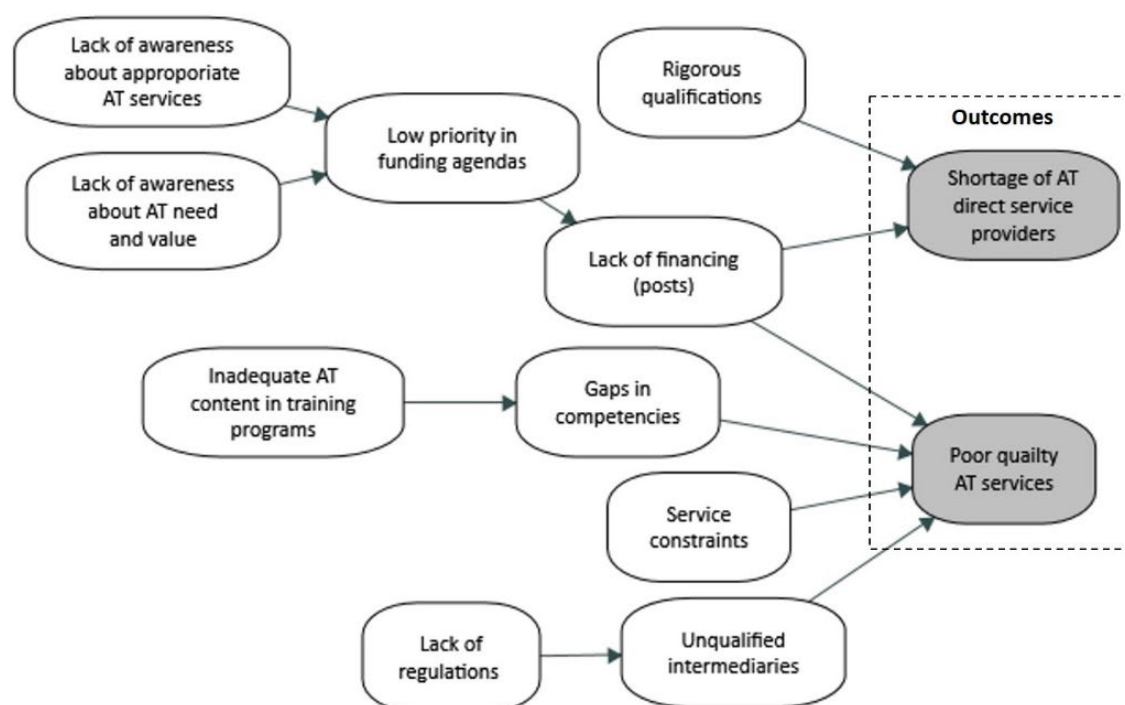 Lack of awareness
about approporiate
AT services
Rigorous
qualifications
Outcomes
Low priority in
funding agendas
Lack of awareness
about AT need
and value
Shortage of AT
direct service
providers
Lack of financing
(posts)
Inadequate AT
content in training
programs
Gaps in
competencies
Poor quailty
AT services
Service
constraints
Lack of
regulations
Unqualified
intermediaries